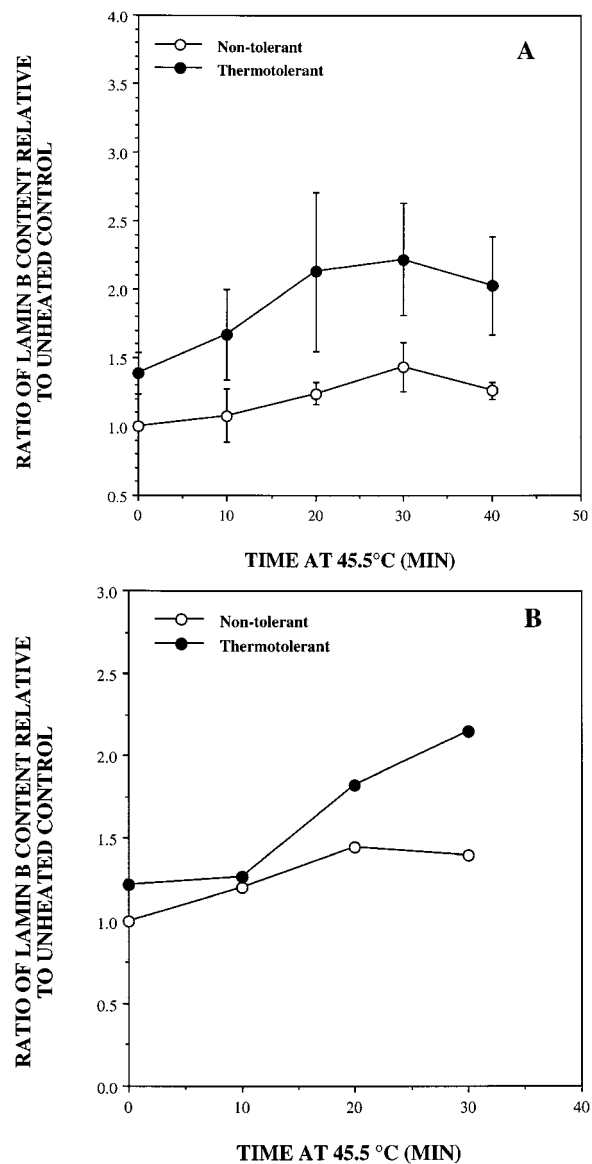 RATIO OF LAMIN B CONTENT RELATIVE
TO UNHEATED CONTROL
4.0
3.5
3.0
2.5
2.0
1.5
1.0
0.5
Non-tolerant
Thermotolerant
A
0 10 20 30 40 50
TIME AT 45.5°C (MIN)
RATIO OF LAMIN B CONTENT RELATIVE
TO UNHEATED CONTROL
3.0
2.5
2.0
1.5
1.0
0.5
0.0
Non-tolerant
Thermotolerant
B
0 10 20 30 40
TIME AT 45.5 °C (MIN)